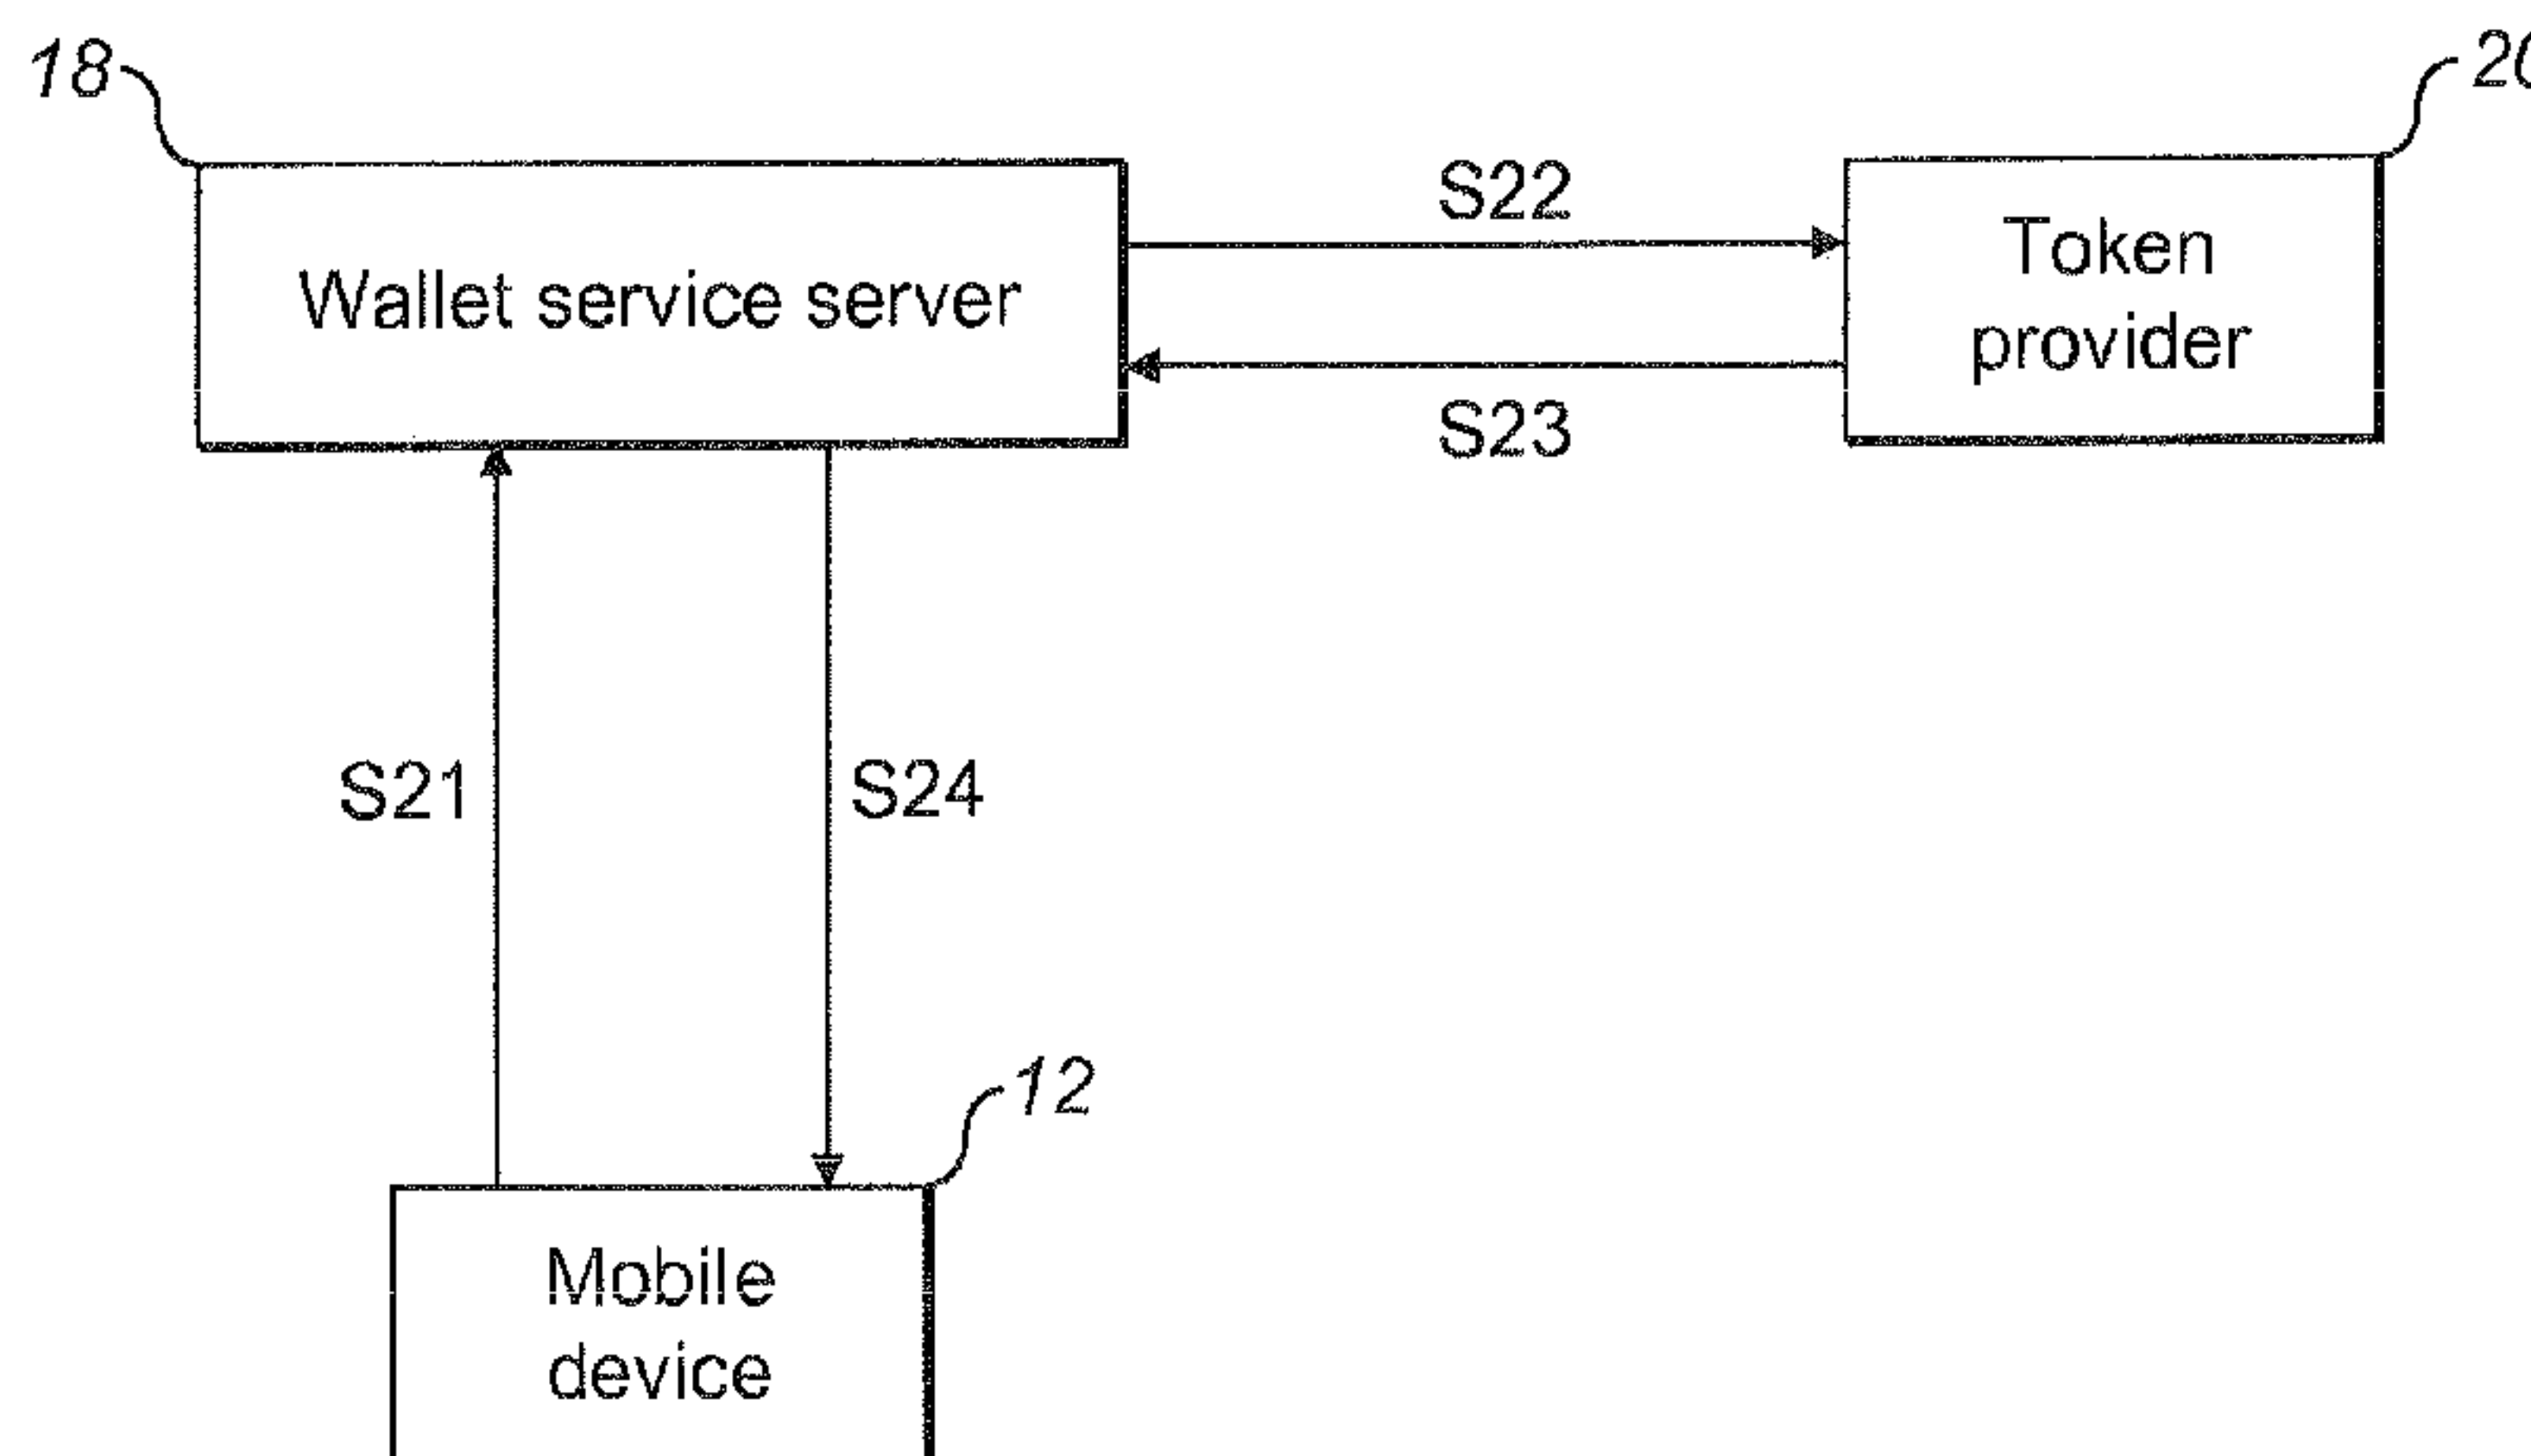 18
20
S22
Wallet service server
Token
provider
S23
S21
S24
12
Mobile
device